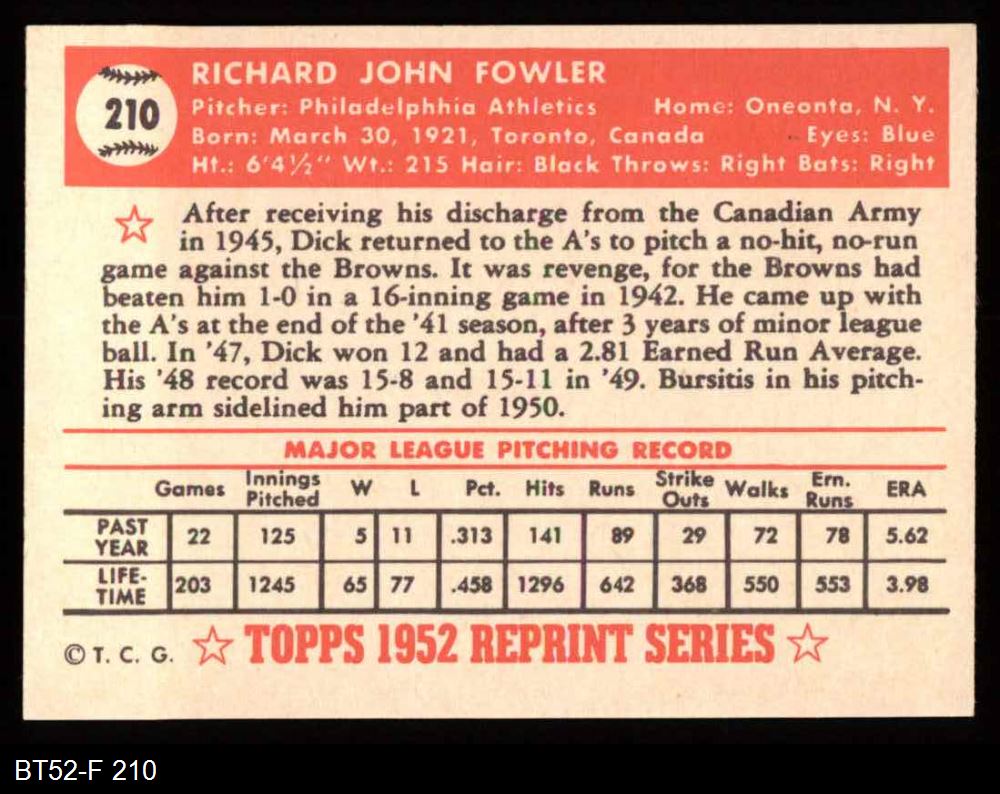 210
RICHARD JOHN FOWLER
Pitcher: Philadelphhia Athletics Home: Oneonta, N. Y.
Born: March 30, 1921, Toronto, Canada Eyes: Blue
Ht.: 6'4½" Wt.: 215 Hair: Black Throws: Right Bats: Right
After receiving his discharge from the Canadian Army
in 1945, Dick returned to the A's to pitch a no-hit, no-run
game against the Browns. It was revenge, for the Browns had
beaten him 1-0 in a 16-inning game in 1942. He came up with
the A's at the end of the '41 season, after 3 years of minor league
ball. In '47, Dick won 12 and had a 2.81 Earned Run Average.
His '48 record was 15-8 and 15-11 in '49. Bursitis in his pitch-
ing arm sidelined him part of 1950.
MAJOR LEAGUE PITCHING RECORD
Games Innings Pitched W L Pct. Hits Runs Strike Outs Walks Ern. Runs ERA
PAST YEAR 22 125 5 11 .313 141 89 29 72 78 5.62
LIFE-TIME 203 1245 65 77 .458 1296 642 368 550 553 3.98
© T. C. G. ☆ TOPPS 1952 REPRINT SERIES ☆
BT52-F 210